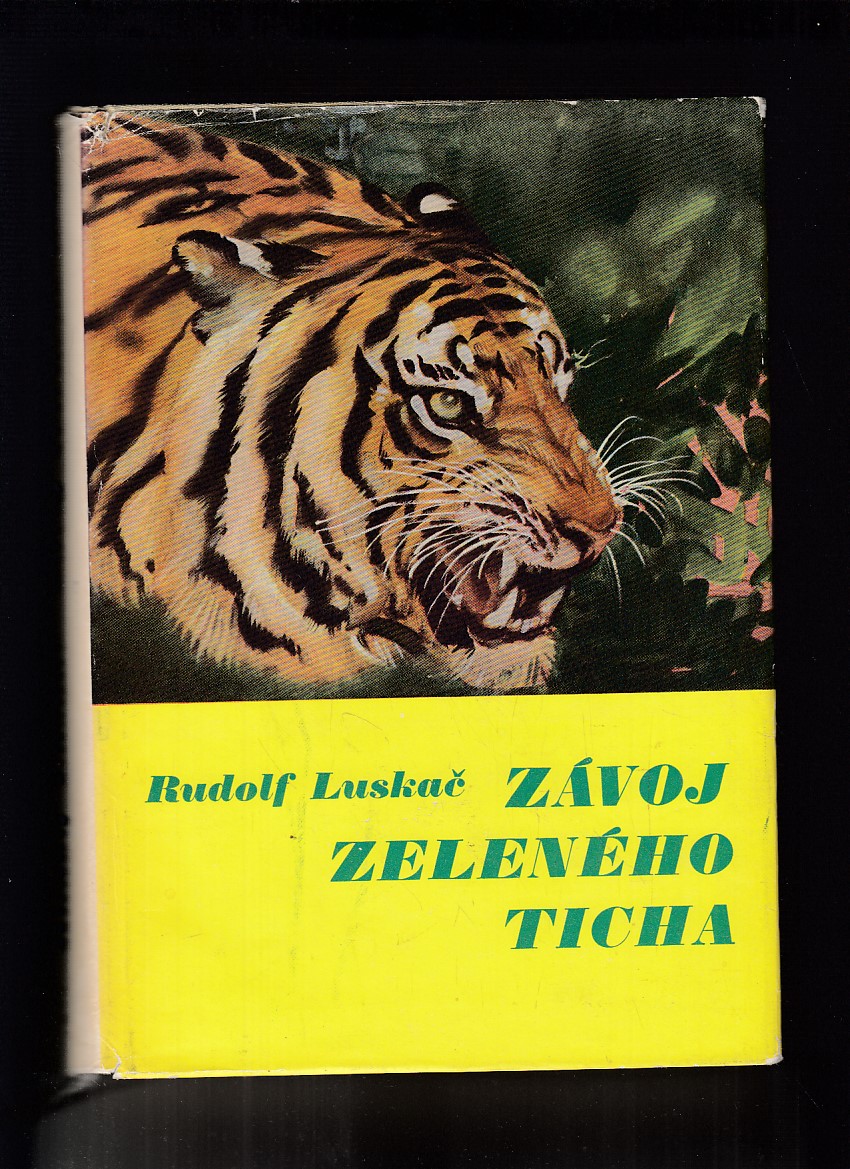 Rudolf Luskač ZÁVOJ
ZELENÉHO
TICHA